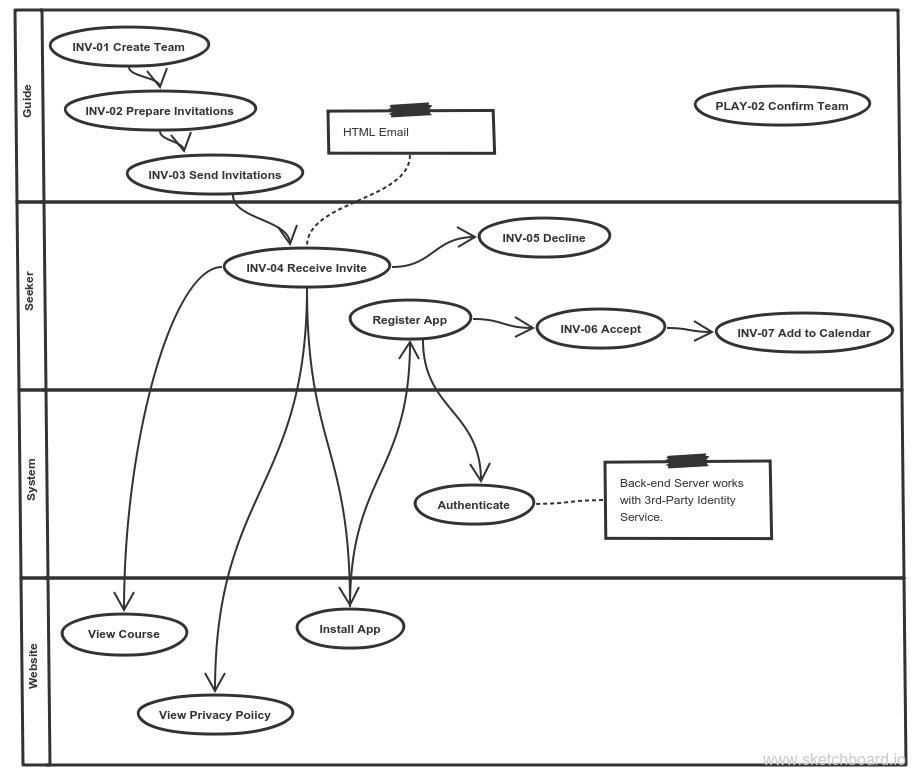 Guide
INV-01 Create Team
INV-02 Prepare Invitations
HTML Email
PLAY-02 Confirm Team
INV-03 Send Invitations
Seeker
INV-05 Decline
INV-04 Receive Invite
Register App
INV-06 Accept
INV-07 Add to Calendar
System
Back-end Server works
with 3rd-Party Identity
Service.
Authenticate
Website
View Course
Install App
View Privacy Poiicy
www.sketchboard.io